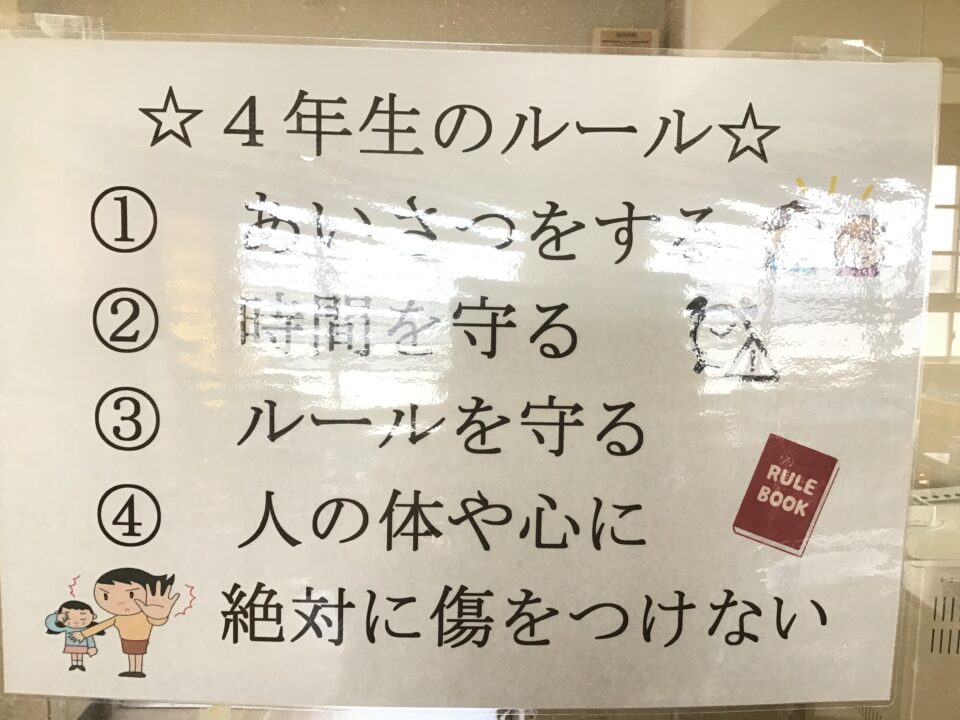 ☆４年生のルール☆
① あいさつをする
② 時間を守る
③ ルールを守る
④ 人の体や心に
絶対に傷をつけない
RULE
BOOK